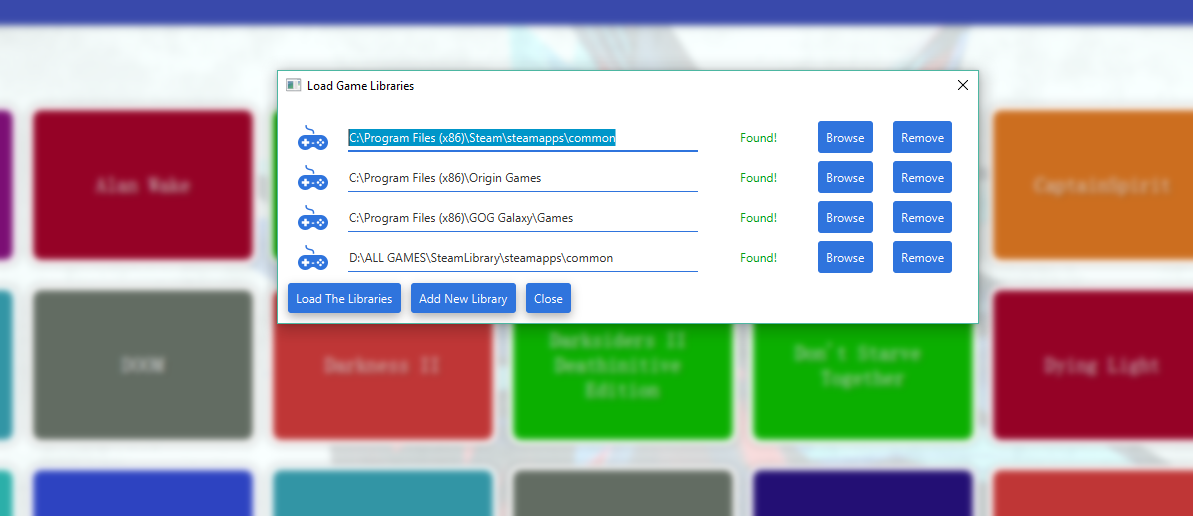 Load Game Libraries
C:\Program Files (x86)\Steam\steamapps\common Found! Browse Remove
C:\Program Files (x86)\Origin Games Found! Browse Remove
C:\Program Files (x86)\GOG Galaxy\Games Found! Browse Remove
D:\ALL GAMES\SteamLibrary\steamapps\common Found! Browse Remove
Load The Libraries Add New Library Close
Alan Wake
CaptainSpirit
DOOM
Darkness II
Darksiders II
Deathinitive
Edition
Don't Starve
Together
Dying Light